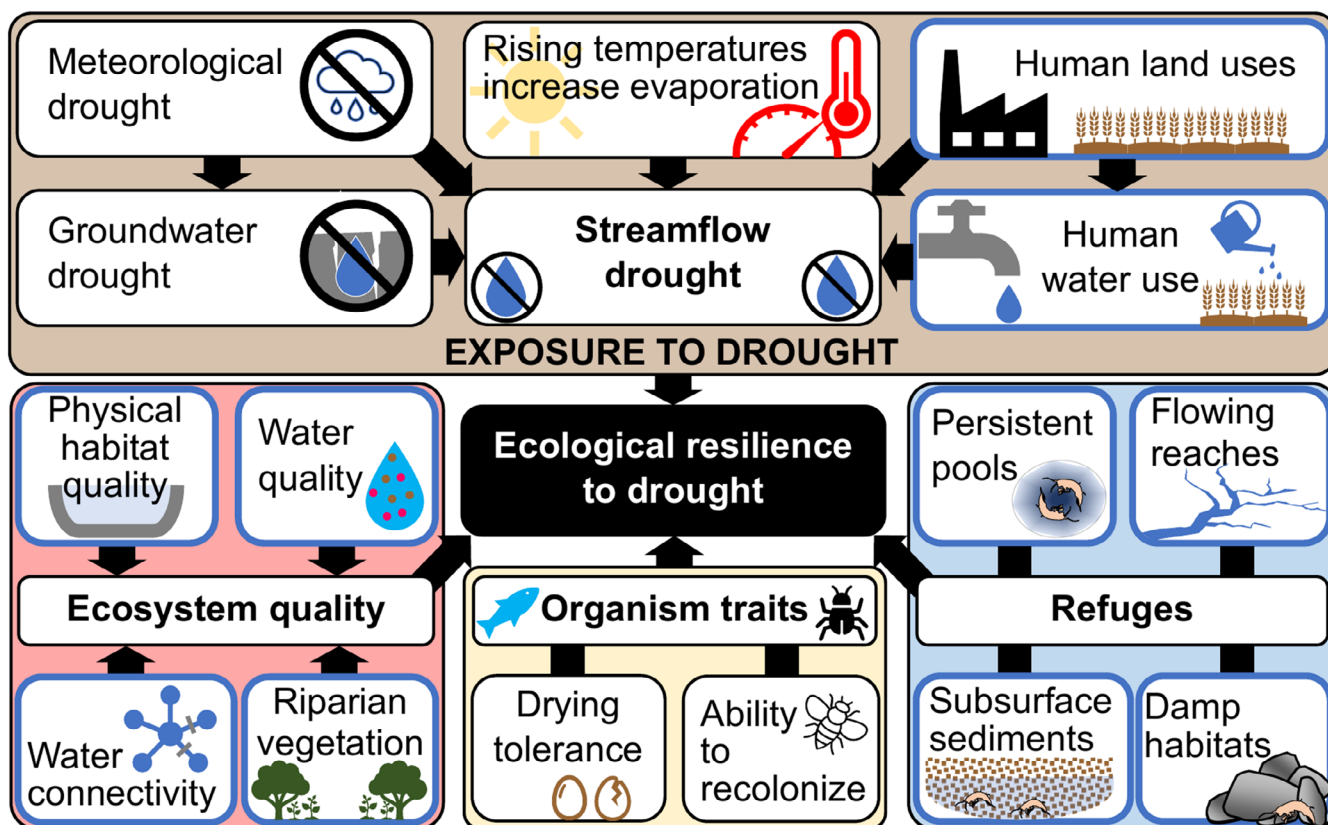 Meteorological
drought
Rising temperatures
increase evaporation
Human land uses
Groundwater
drought
Streamflow
drought
Human
water use
EXPOSURE TO DROUGHT
Physical
habitat
quality
Water
quality
Ecological resilience
to drought
Persistent
pools
Flowing
reaches
Ecosystem quality
Organism traits
Refuges
Water
connectivity
Riparian
vegetation
Drying
tolerance
Ability
to
recolonize
Subsurface
sediments
Damp
habitats